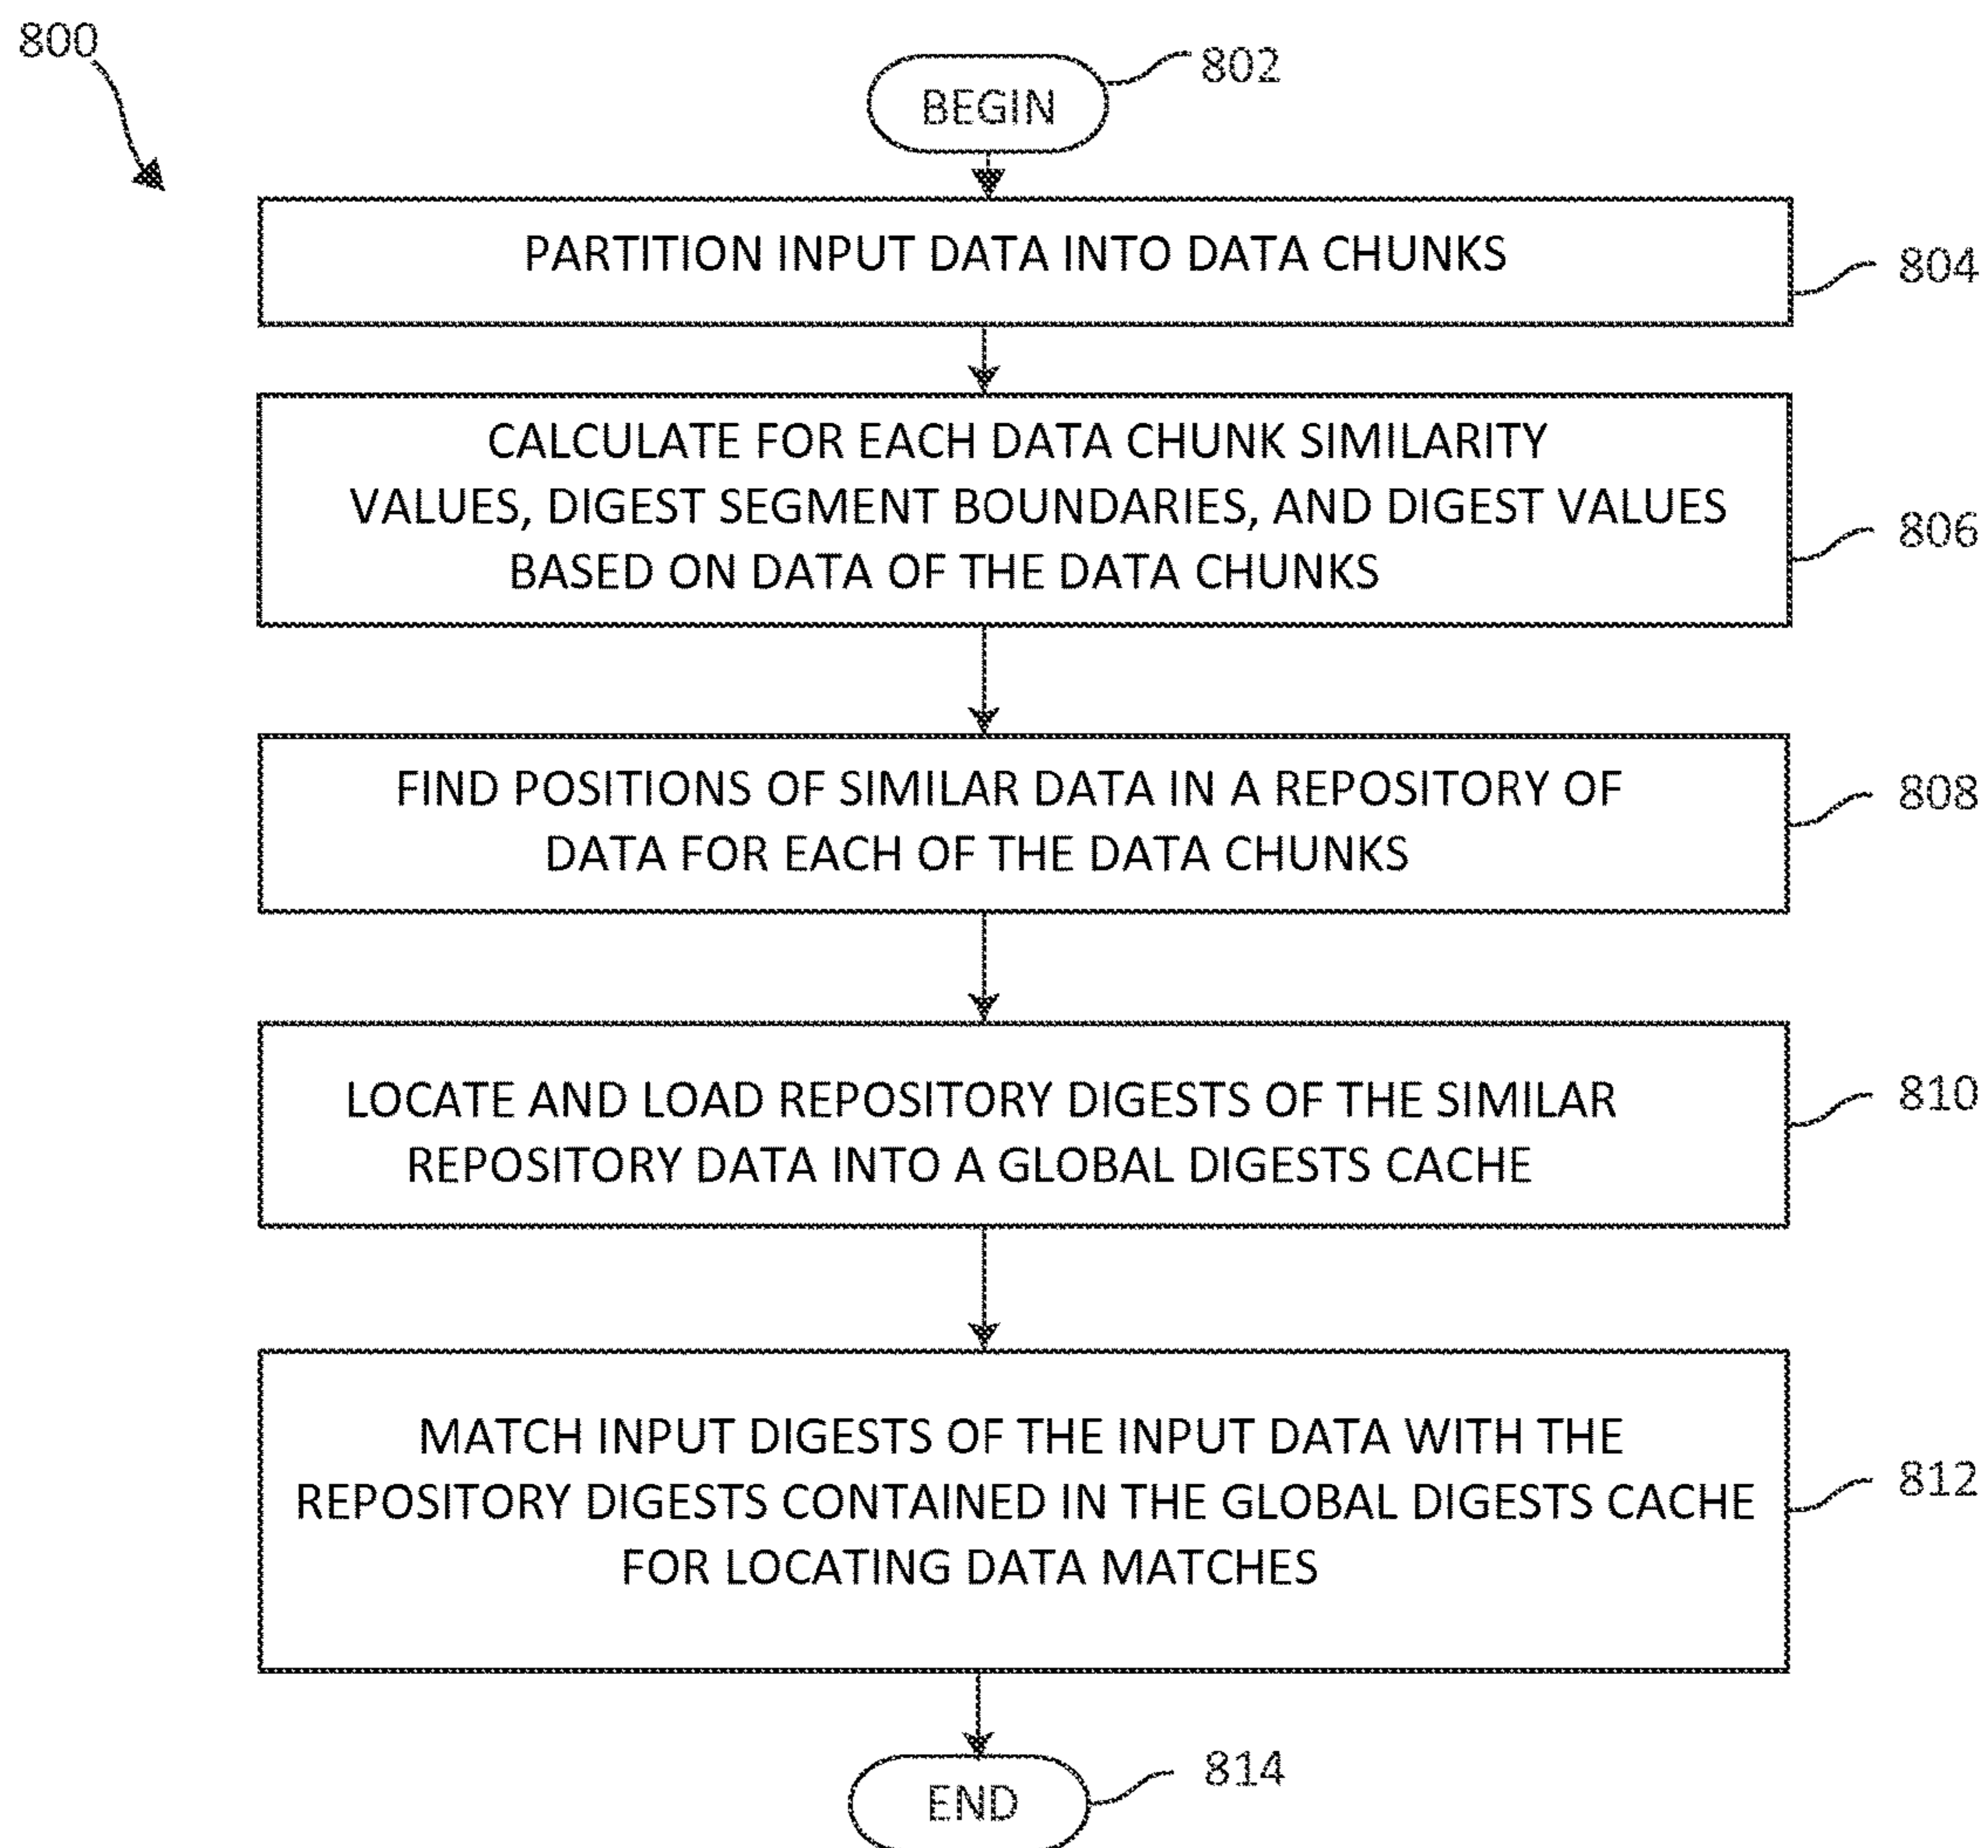 800
802
BEGIN
PARTITION INPUT DATA INTO DATA CHUNKS
804
CALCULATE FOR EACH DATA CHUNK SIMILARITY
VALUES, DIGEST SEGMENT BOUNDARIES, AND DIGEST VALUES
BASED ON DATA OF THE DATA CHUNKS
806
FIND POSITIONS OF SIMILAR DATA IN A REPOSITORY OF
DATA FOR EACH OF THE DATA CHUNKS
808
LOCATE AND LOAD REPOSITORY DIGESTS OF THE SIMILAR
REPOSITORY DATA INTO A GLOBAL DIGESTS CACHE
810
MATCH INPUT DIGESTS OF THE INPUT DATA WITH THE
REPOSITORY DIGESTS CONTAINED IN THE GLOBAL DIGESTS CACHE
FOR LOCATING DATA MATCHES
812
END
814